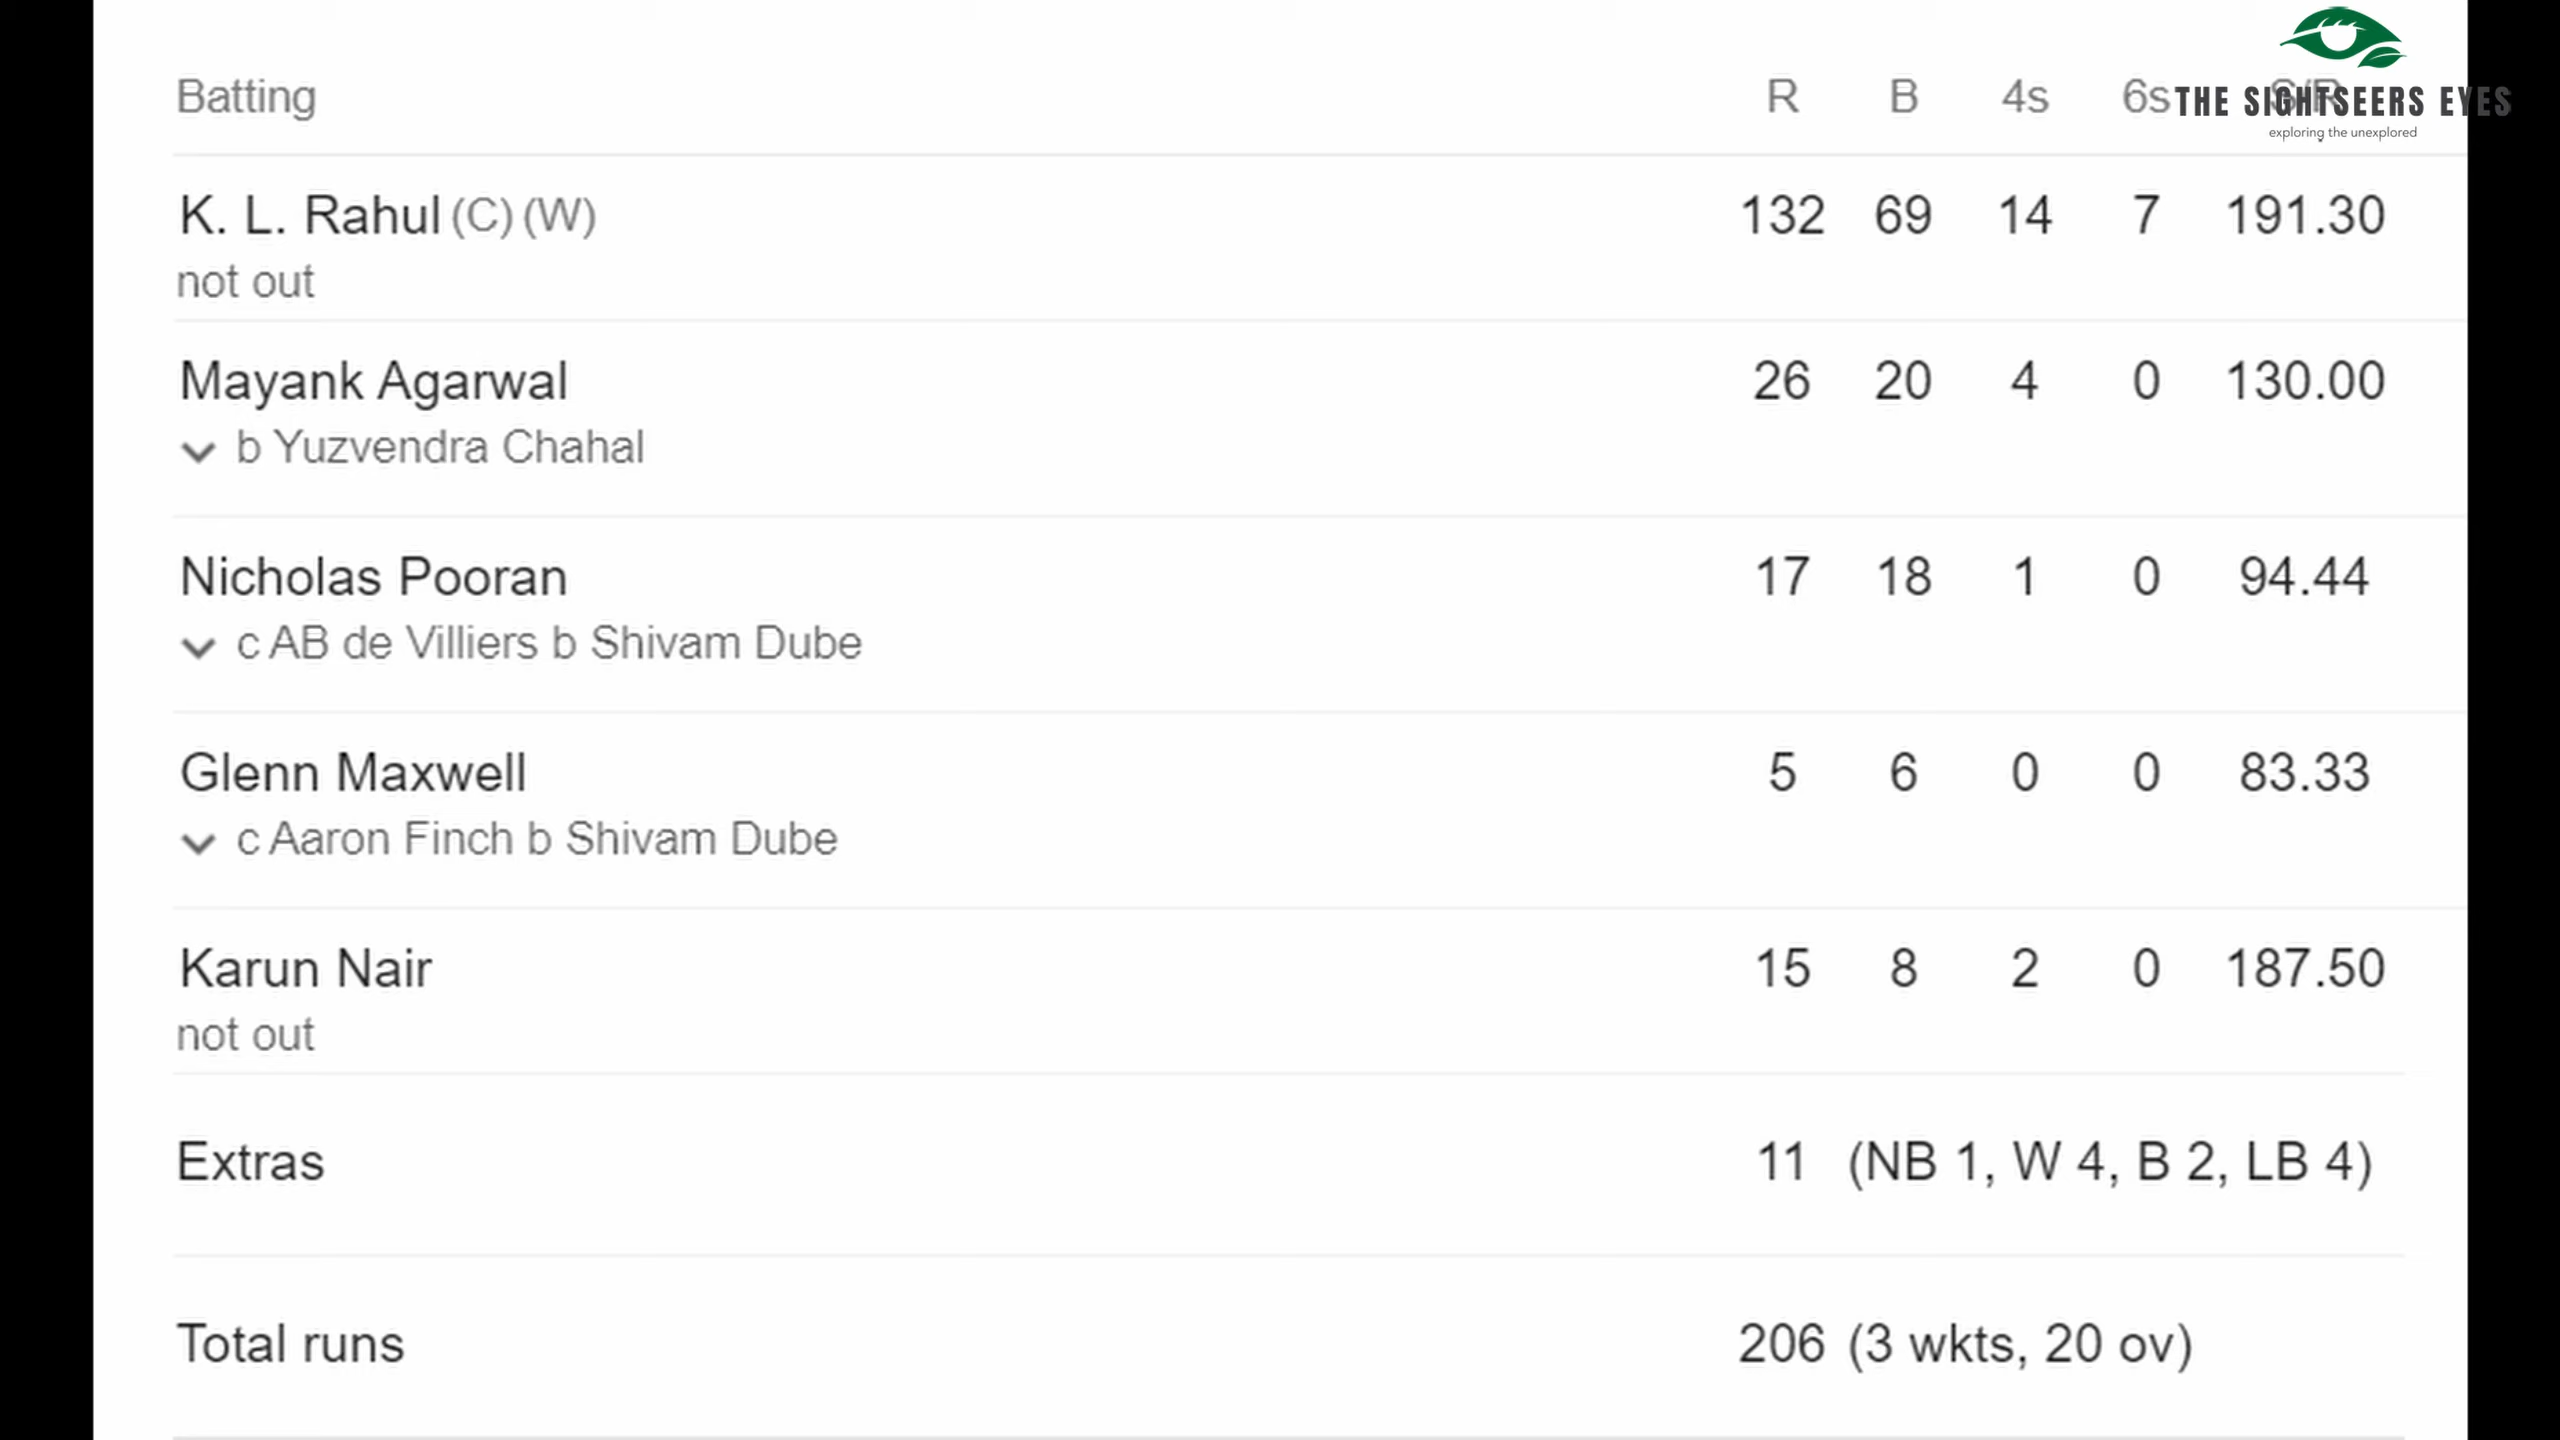 Batting R B 4s 6s S/R
THE SIGHTSEERS EYES
exploring the unexplored
K. L. Rahul (C) (W) 132 69 14 7 191.30
not out
Mayank Agarwal 26 20 4 0 130.00
b Yuzvendra Chahal
Nicholas Pooran 17 18 1 0 94.44
c AB de Villiers b Shivam Dube
Glenn Maxwell 5 6 0 0 83.33
c Aaron Finch b Shivam Dube
Karun Nair 15 8 2 0 187.50
not out
Extras 11 (NB 1, W 4, B 2, LB 4)
Total runs 206 (3 wkts, 20 ov)